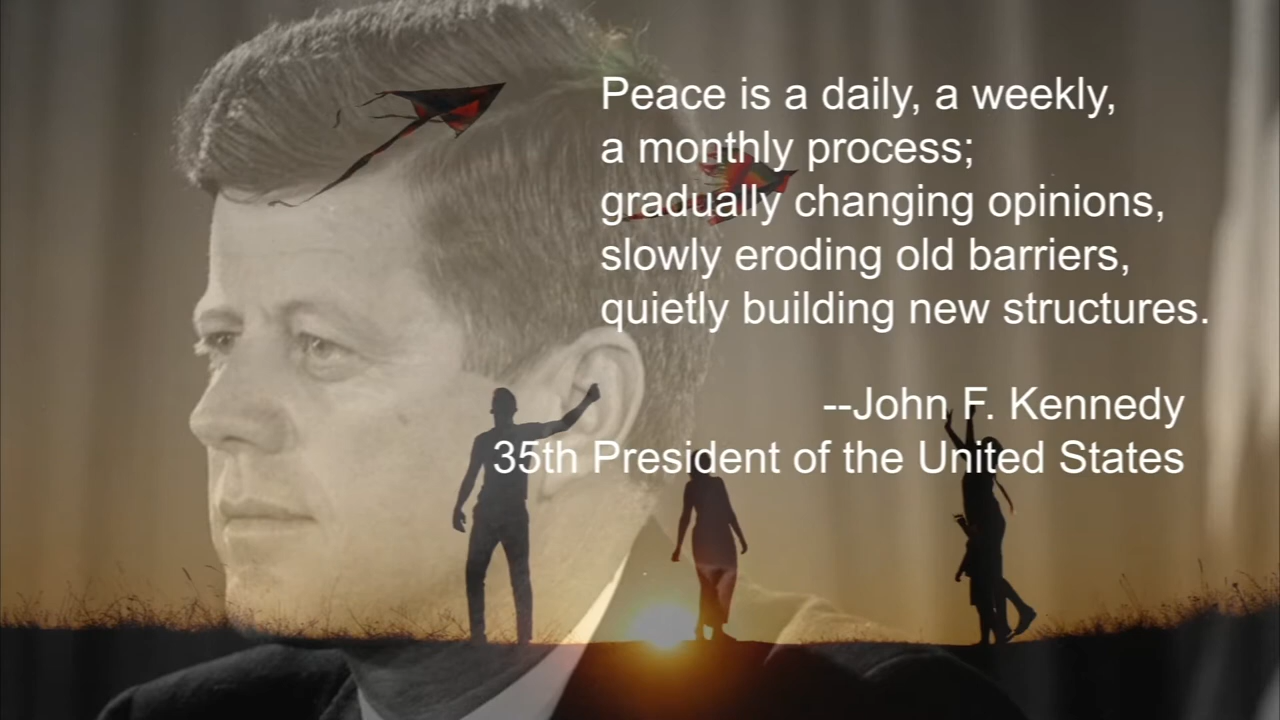 Peace is a daily, a weekly,
a monthly process;
gradually changing opinions,
slowly eroding old barriers,
quietly building new structures.
--John F. Kennedy
35th President of the United States